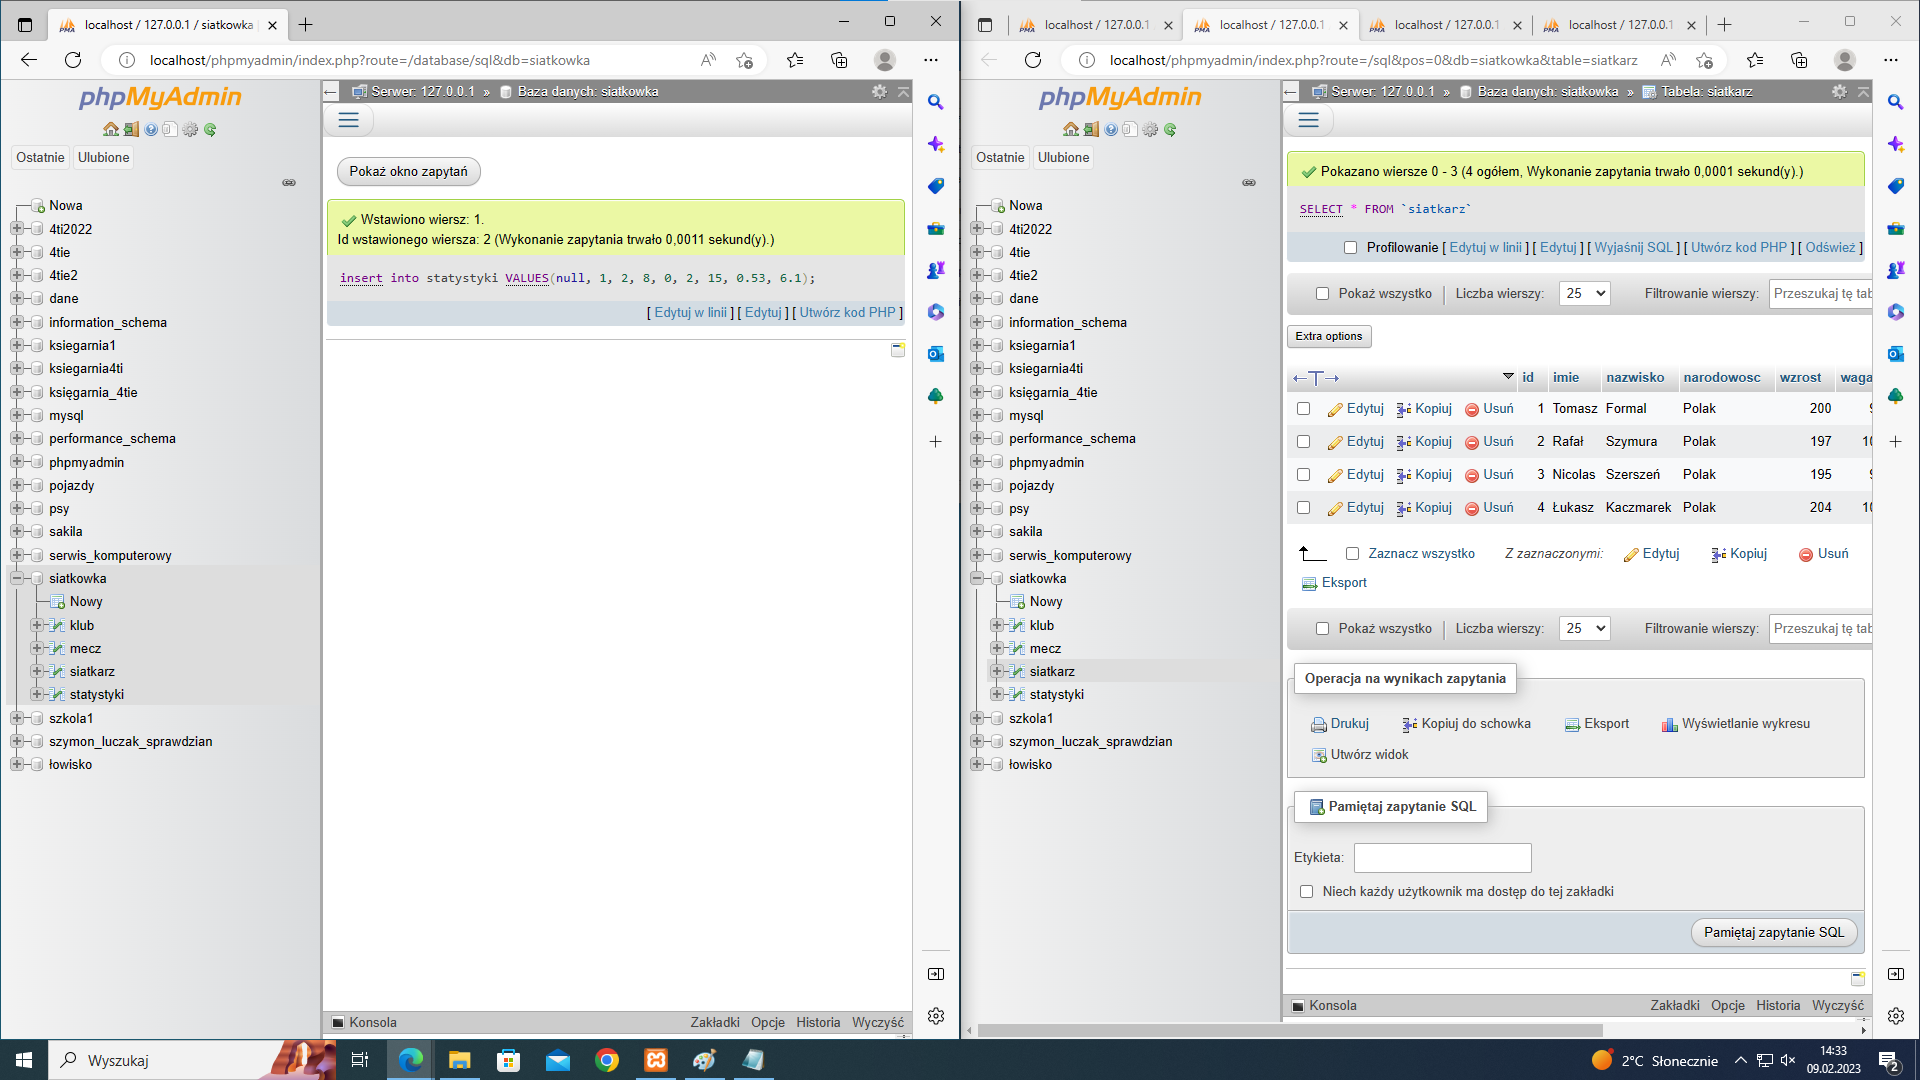 localhost / 127.0.0.1 / siatkowka
localhost/phpmyadmin/index.php?route=/database/sql&db=siatkowka
phpMyAdmin
Ostatnie
Ulubione
Nowa
4ti2022
4tie
4tie2
dane
information_schema
ksiegarnia1
ksiegarnia4ti
księgarnia_4tie
mysql
performance_schema
phpmyadmin
pojazdy
psy
sakila
serwis_komputerowy
siatkowka
Nowy
klub
mecz
siatkarz
statystyki
szkola1
szymon_luczak_sprawdzian
łowisko
Serwer: 127.0.0.1 » Baza danych: siatkowka
Pokaż okno zapytań
Wstawiono wiersz: 1.
Id wstawionego wiersza: 2 (Wykonanie zapytania trwało 0,0011 sekund(y).)
insert into statystyki VALUES(null, 1, 2, 8, 0, 2, 15, 0.53, 6.1);
[ Edytuj w linii ] [ Edytuj ] [ Utwórz kod PHP ]
Konsola
Zakładki Opcje Historia Wyczyść
localhost / 127.0.0.1
localhost / 127.0.0.1
localhost / 127.0.0.1
localhost / 127.0.0.1
localhost/phpmyadmin/index.php?route=/sql&pos=0&db=siatkowka&table=siatkarz
phpMyAdmin
Ostatnie
Ulubione
Nowa
4ti2022
4tie
4tie2
dane
information_schema
ksiegarnia1
ksiegarnia4ti
księgarnia_4tie
mysql
performance_schema
phpmyadmin
pojazdy
psy
sakila
serwis_komputerowy
siatkowka
Nowy
klub
mecz
siatkarz
statystyki
szkola1
szymon_luczak_sprawdzian
łowisko
Serwer: 127.0.0.1 » Baza danych: siatkowka » Tabela: siatkarz
Pokazano wiersze 0 - 3 (4 ogółem, Wykonanie zapytania trwało 0,0001 sekund(y).)
SELECT * FROM `siatkarz`
Profilowanie [ Edytuj w linii ] [ Edytuj ] [ Wyjaśnij SQL ] [ Utwórz kod PHP ] [ Odśwież ]
Pokaż wszystko | Liczba wierszy: 25 Filtrowanie wierszy: Przeszukaj tę tab
Extra options
id imie nazwisko narodowosc wzrost waga
Edytuj Kopiuj Usuń 1 Tomasz Formal Polak 200
Edytuj Kopiuj Usuń 2 Rafał Szymura Polak 197 10
Edytuj Kopiuj Usuń 3 Nicolas Szerszeń Polak 195
Edytuj Kopiuj Usuń 4 Łukasz Kaczmarek Polak 204 10
Zaznacz wszystko Z zaznaczonymi: Edytuj Kopiuj Usuń
Eksport
Pokaż wszystko | Liczba wierszy: 25 Filtrowanie wierszy: Przeszukaj tę tab
Operacja na wynikach zapytania
Drukuj Kopiuj do schowka Eksport Wyświetlanie wykresu
Utwórz widok
Pamiętaj zapytanie SQL
Etykieta:
Niech każdy użytkownik ma dostęp do tej zakładki
Pamiętaj zapytanie SQL
Konsola
Zakładki Opcje Historia Wyczyść
Wyszukaj
2°C Słonecznie
14:33
09.02.2023
2